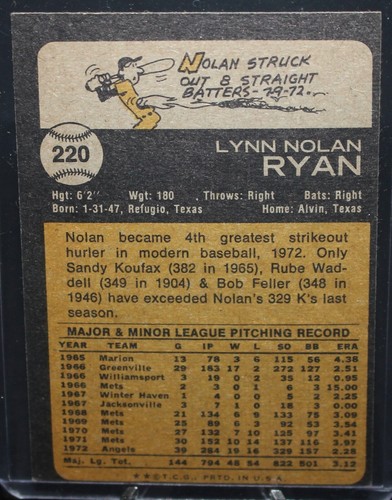 NOLAN STRUCK
OUT 8 STRAIGHT
BATTERS-7-9-72.
220
LYNN NOLAN
RYAN
Hgt: 6'2" Wgt: 180 Throws: Right Bats: Right
Born: 1-31-47, Refugio, Texas Home: Alvin, Texas
Nolan became 4th greatest strikeout
hurler in modern baseball, 1972. Only
Sandy Koufax (382 in 1965), Rube Wad-
dell (349 in 1904) & Bob Feller (348 in
1946) have exceeded Nolan's 329 K's last
season.
MAJOR & MINOR LEAGUE PITCHING RECORD
YEAR TEAM G IP W L SO BB ERA
1965 Marion 13 78 3 6 115 56 4.38
1966 Greenville 29 183 17 2 272 127 2.51
1966 Williamsport 3 19 0 2 35 12 0.95
1966 Mets 2 3 0 1 6 3 15.00
1967 Winter Haven 1 4 0 0 5 2 2.25
1967 Jacksonville 3 7 1 0 18 3 0.00
1968 Mets 21 134 6 9 133 75 3.09
1969 Mets 25 89 6 3 92 53 3.54
1970 Mets 27 132 7 10 125 97 3.41
1971 Mets 30 152 10 14 137 116 3.97
1972 Angels 39 284 19 16 329 157 2.28
Maj. Lg. Tot. 144 794 48 54 822 501 3.12
★★©T.C.G. PRTD. IN U.S.A.